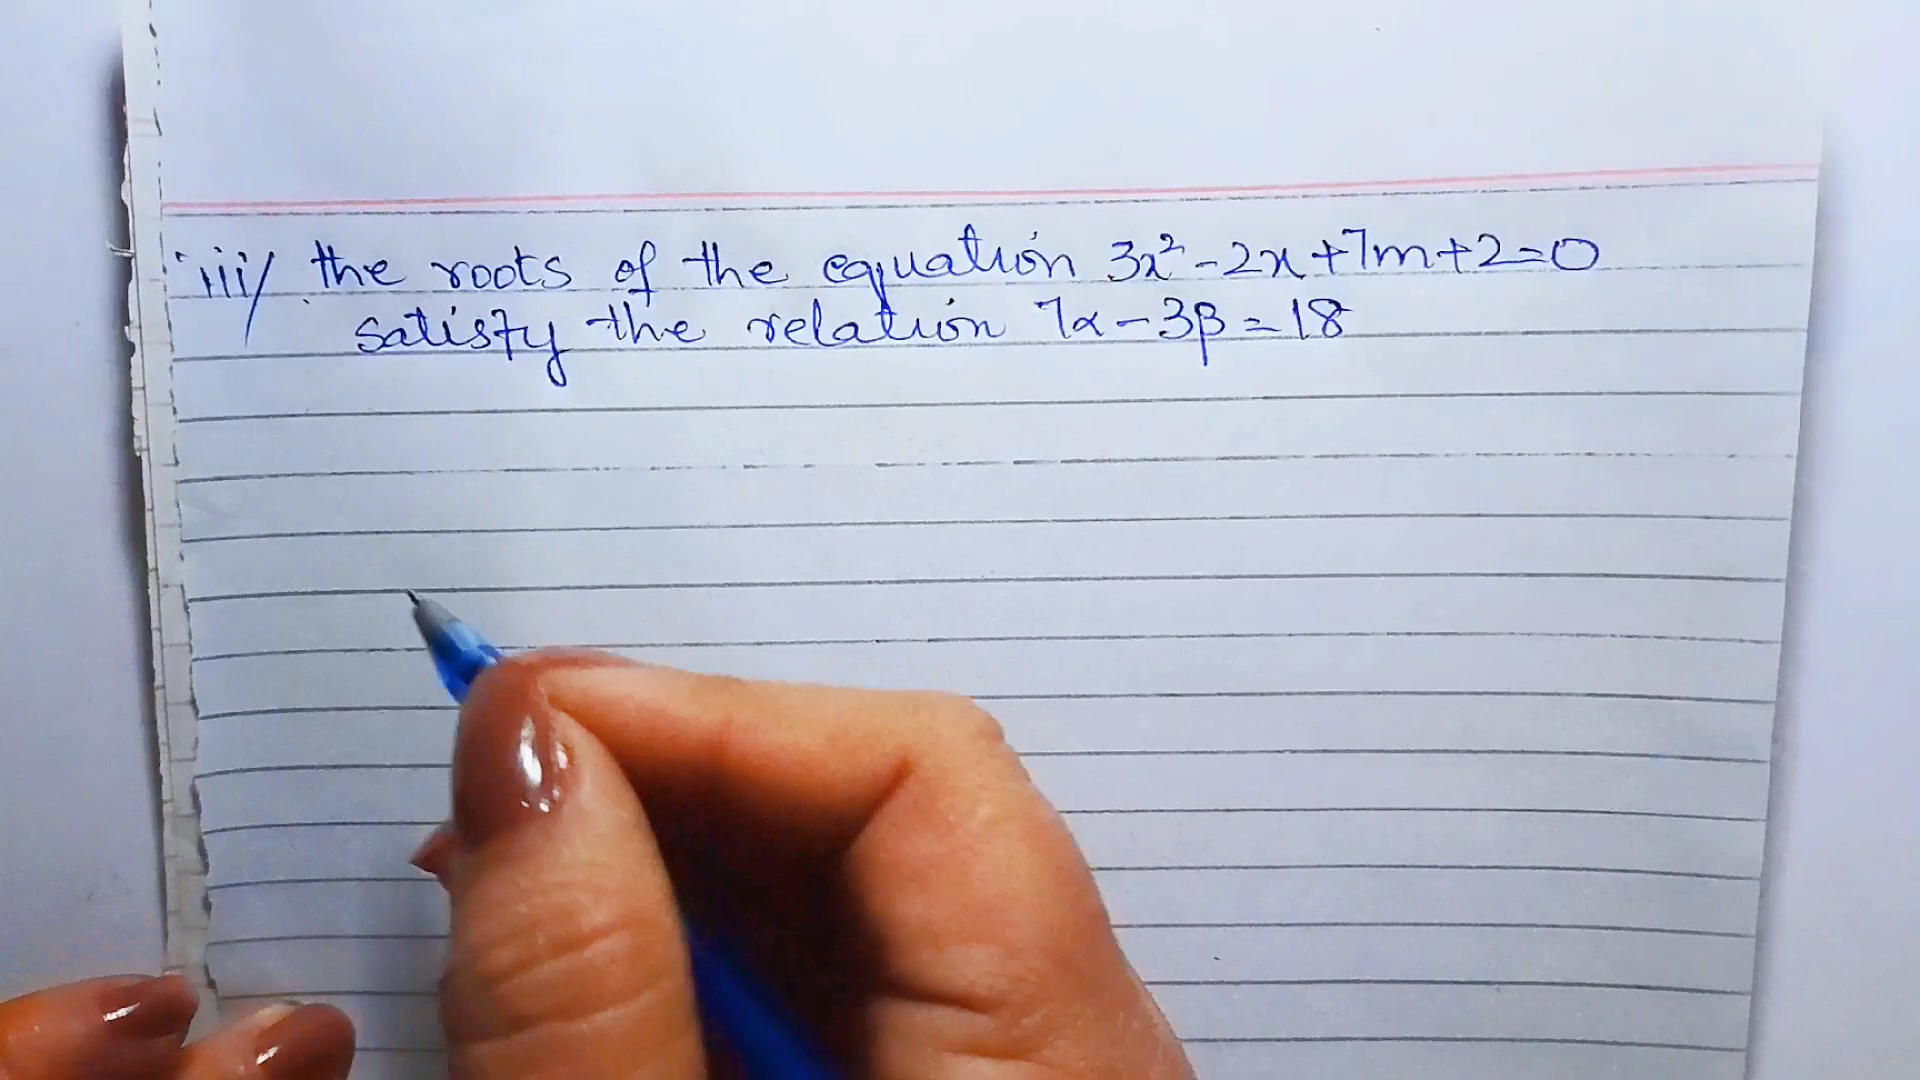 iii/ the roots of the equation 3x² - 2x + 7m + 2 = 0
satisfy the relation 7α - 3β = 18